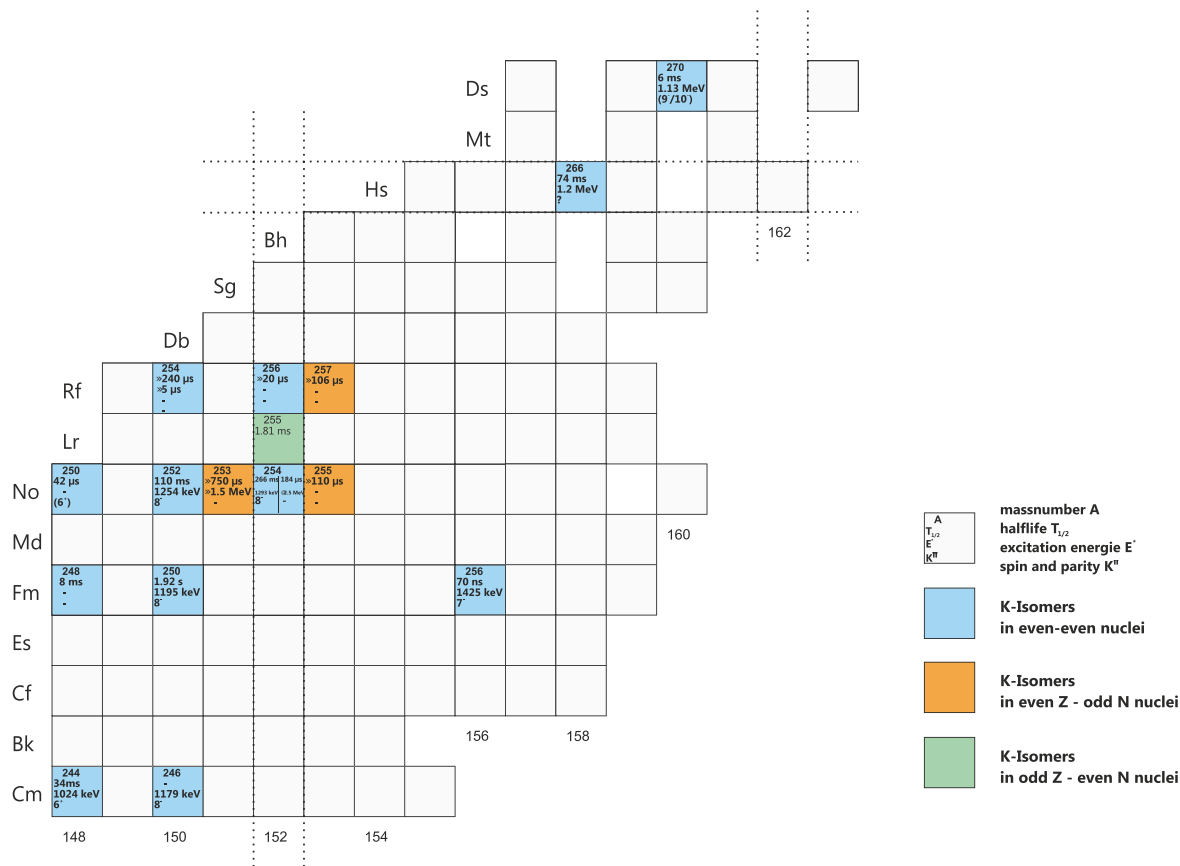 Ds
270
6 ms
1.13 MeV
(9⁻/10⁻)
Mt
Hs
266
74 ms
1.2 MeV
?
Bh
162
Sg
Db
Rf
254
»240 µs
»5 µs
-
-
256
»20 µs
-
-
257
»106 µs
-
-
Lr
255
1.81 ms
No
250
42 µs
-
(6⁺)
252
110 ms
1254 keV
8⁻
253
»750 µs
»1.5 MeV
-
254
266 ms 184 µs
1293 keV
8⁻
-
255
»110 µs
-
-
160
Md
Fm
248
8 ms
-
-
250
1.92 s
1195 keV
8⁻
256
70 ns
1425 keV
7⁻
Es
Cf
156
158
Bk
Cm
244
34ms
1024 keV
6⁺
246
-
1179 keV
8⁻
148
150
152
154
A
T1/2
E*
Kπ
massnumber A
halflife T1/2
excitation energie E*
spin and parity Kπ
K-Isomers
in even-even nuclei
K-Isomers
in even Z - odd N nuclei
K-Isomers
in odd Z - even N nuclei